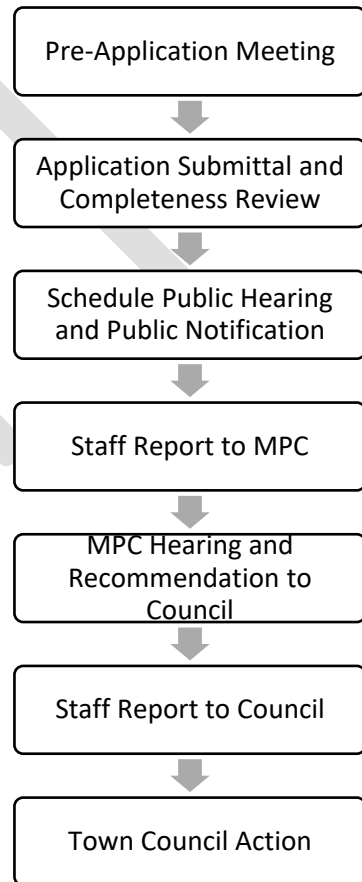 Pre-Application Meeting
Application Submittal and
Completeness Review
Schedule Public Hearing
and Public Notification
Staff Report to MPC
MPC Hearing and
Recommendation to
Council
Staff Report to Council
Town Council Action